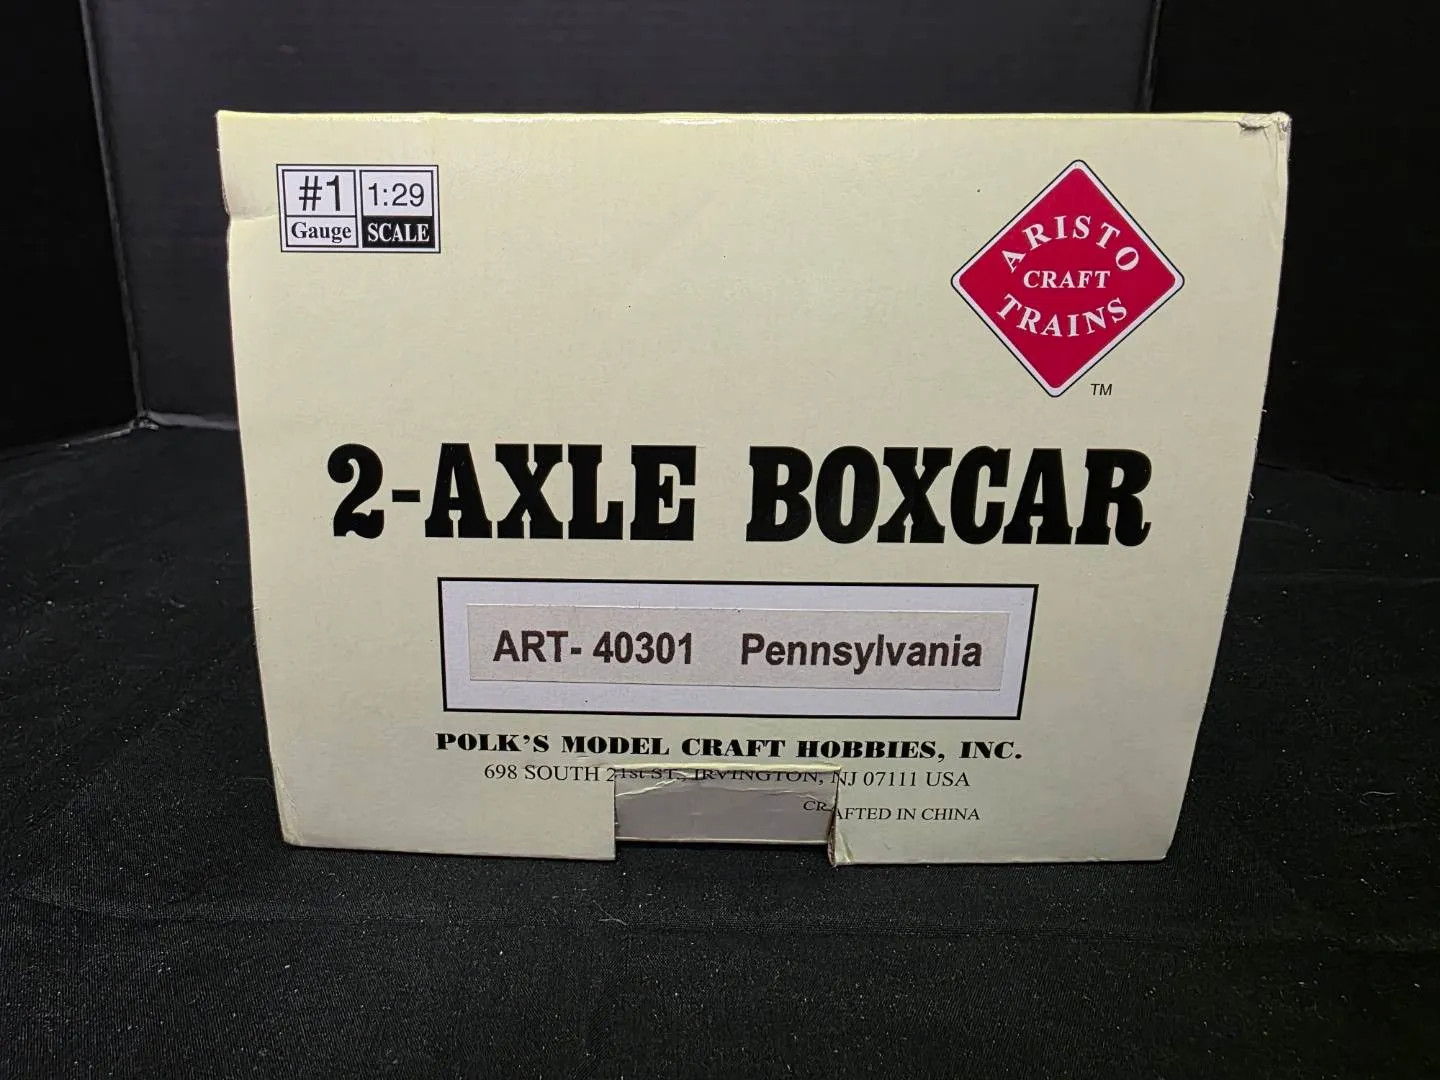 #1 1:29
Gauge SCALE
ARISTO
CRAFT
TRAINS
TM
2-AXLE BOXCAR
ART- 40301 Pennsylvania
POLK'S MODEL CRAFT HOBBIES, INC.
698 SOUTH 21st ST., IRVINGTON, NJ 07111 USA
CRAFTED IN CHINA